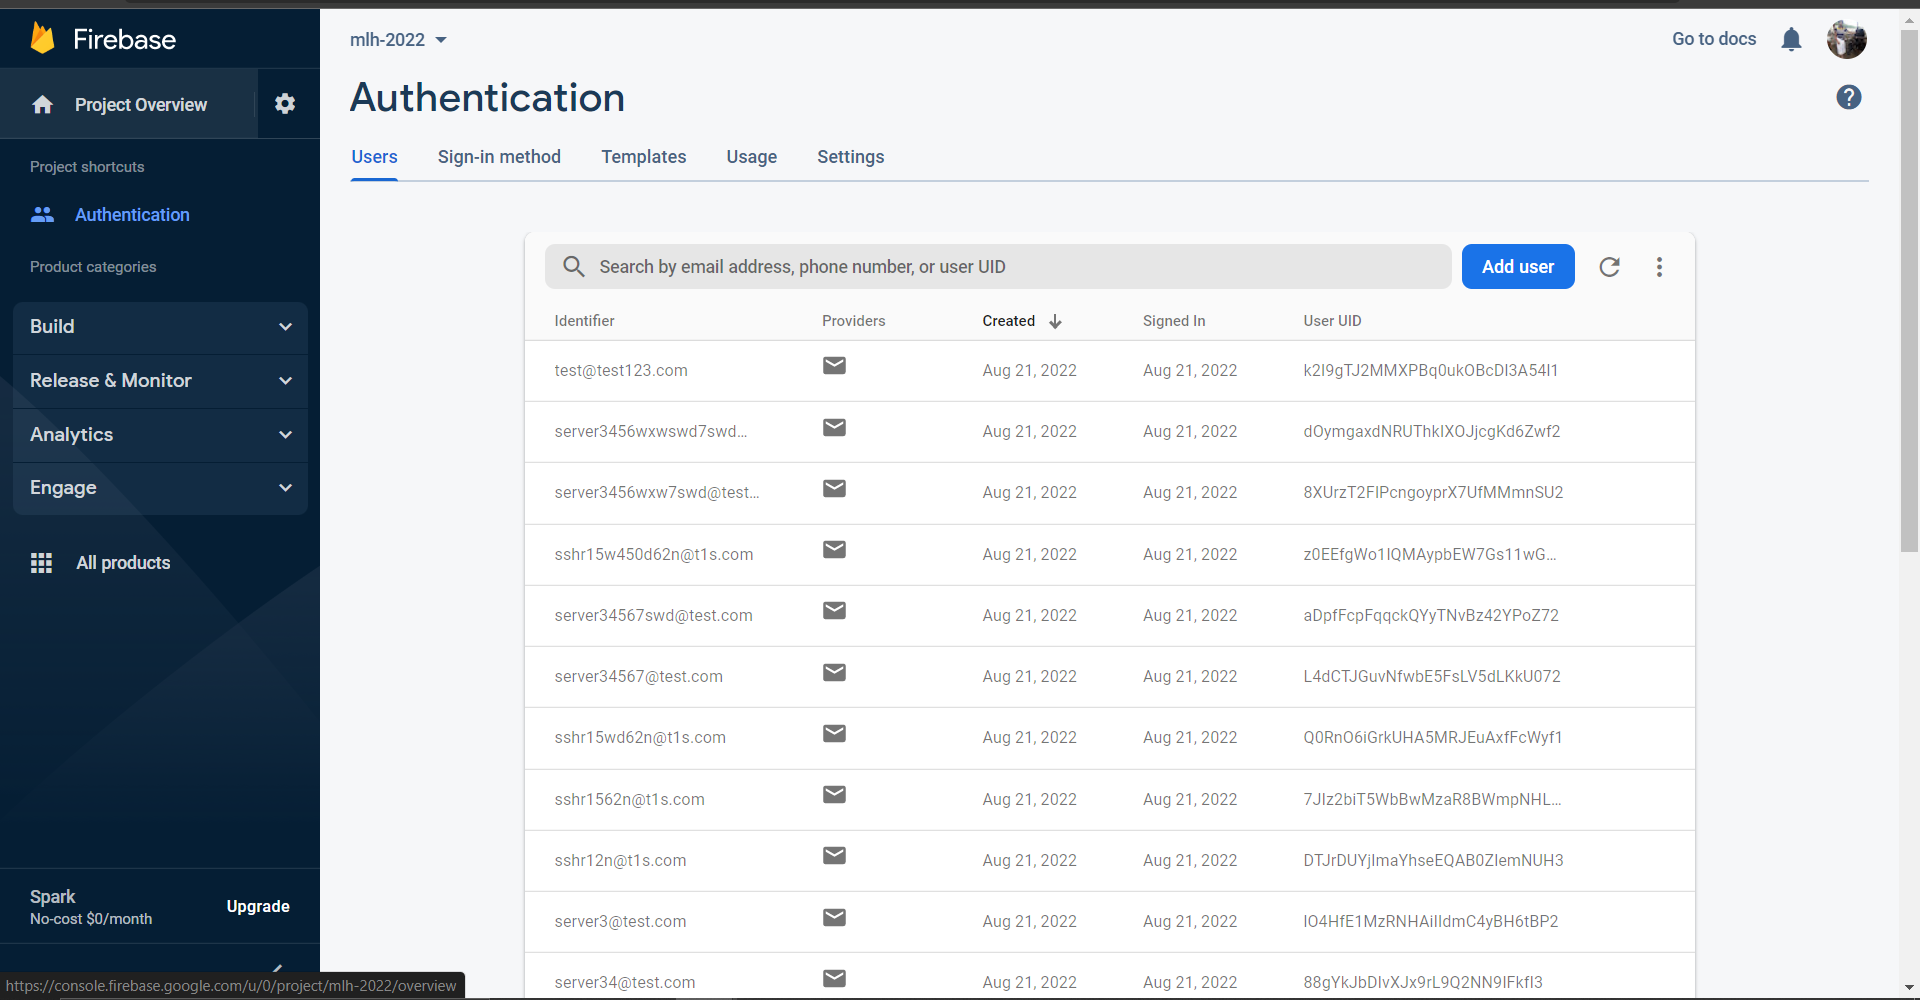 Firebase
Project Overview
Project shortcuts
Authentication
Product categories
Build
Release & Monitor
Analytics
Engage
All products
Spark
No-cost $0/month
Upgrade
https://console.firebase.google.com/u/0/project/mlh-2022/overview
mlh-2022
Go to docs
Authentication
Users Sign-in method Templates Usage Settings
Search by email address, phone number, or user UID
Add user
Identifier Providers Created Signed In User UID
test@test123.com Aug 21, 2022 Aug 21, 2022 k2I9gTJ2MMXPBq0ukOBcDI3A54I1
server3456wxwswd7swd... Aug 21, 2022 Aug 21, 2022 dOymgaxdNRUThkIXOJjcgKd6Zwf2
server3456wxw7swd@test... Aug 21, 2022 Aug 21, 2022 8XUrzT2FIPcngoyprX7UfMMmnSU2
sshr15w450d62n@t1s.com Aug 21, 2022 Aug 21, 2022 z0EEfgWo1IQMAypbEW7Gs11wG...
server34567swd@test.com Aug 21, 2022 Aug 21, 2022 aDpfFcpFqqckQYyTNvBz42YPoZ72
server34567@test.com Aug 21, 2022 Aug 21, 2022 L4dCTJGuvNfwbE5FsLV5dLKkU072
sshr15wd62n@t1s.com Aug 21, 2022 Aug 21, 2022 Q0RnO6iGrkUHA5MRJEuAxfFcWyf1
sshr1562n@t1s.com Aug 21, 2022 Aug 21, 2022 7JIz2biT5WbBwMzaR8BWmpNHL...
sshr12n@t1s.com Aug 21, 2022 Aug 21, 2022 DTJrDUYjImaYhseEQAB0ZIemNUH3
server3@test.com Aug 21, 2022 Aug 21, 2022 IO4HfE1MzRNHAiIIdmC4yBH6tBP2
server34@test.com Aug 21, 2022 Aug 21, 2022 88gYkJbDIvXJx9rL9Q2NN9IFkfI3